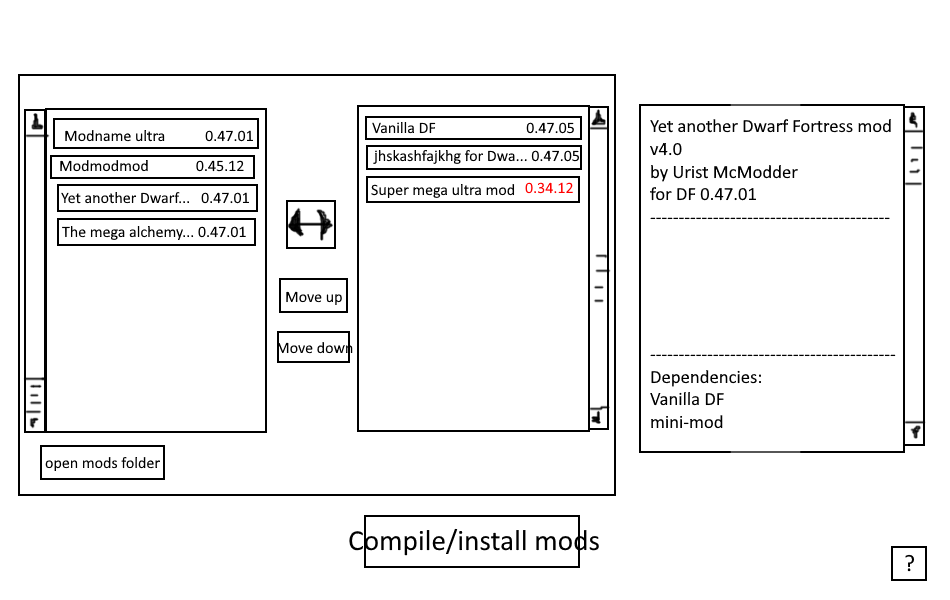 Modname ultra 0.47.01
Modmodmod 0.45.12
Yet another Dwarf... 0.47.01
The mega alchemy... 0.47.01
open mods folder
Move up
Move down
Vanilla DF 0.47.05
jhskashfajkhg for Dwa... 0.47.05
Super mega ultra mod 0.34.12
Yet another Dwarf Fortress mod
v4.0
by Urist McModder
for DF 0.47.01
------------------------------------------
-------------------------------------------
Dependencies:
Vanilla DF
mini-mod
Compile/install mods
?